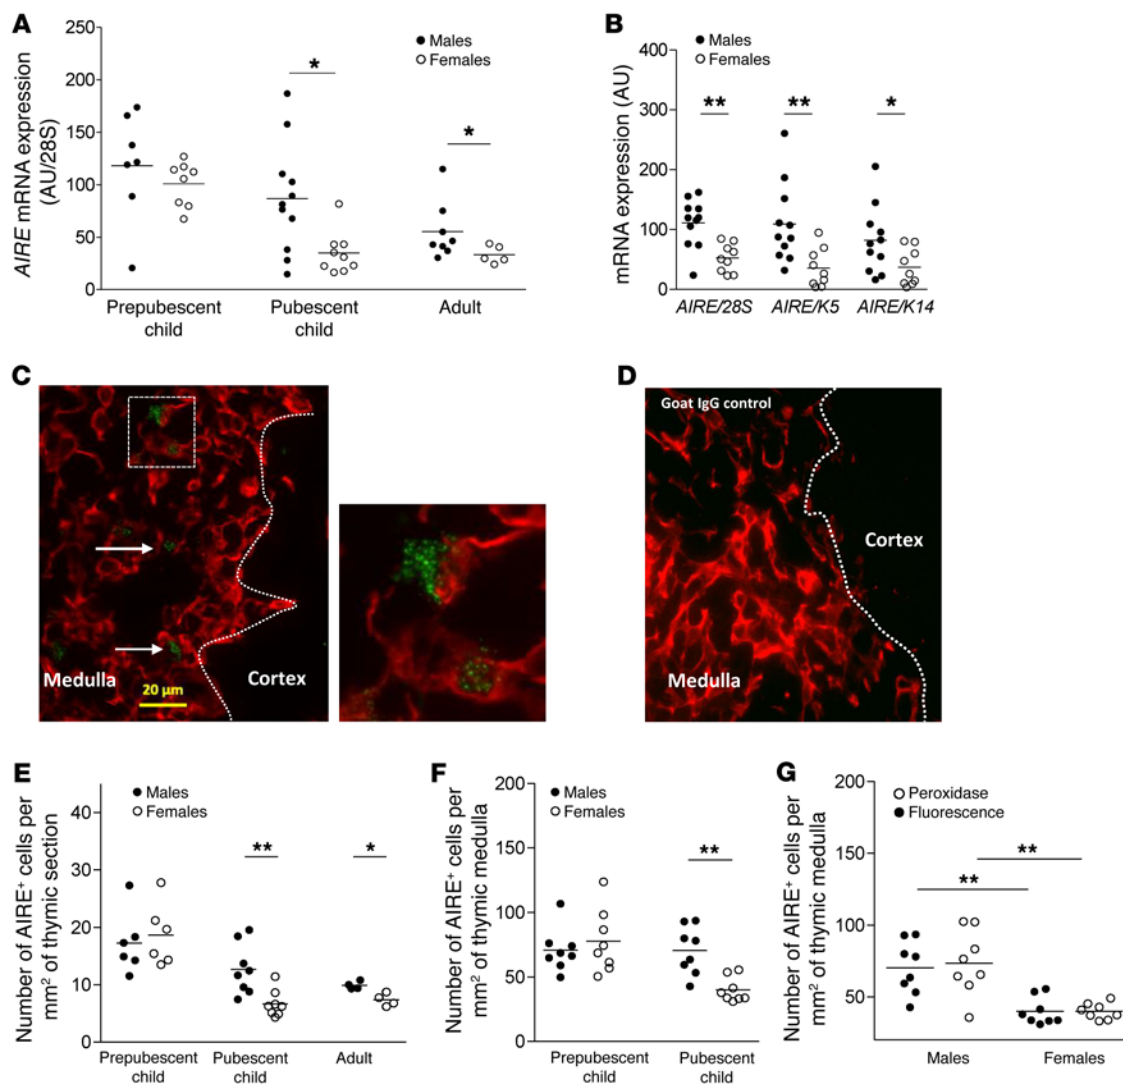 A
AIRE mRNA expression
(AU/28S)
250
200
150
100
50
0
Males
Females
*
*
Prepubescent
child
Pubescent
child
Adult
B
mRNA expression (AU)
400
300
200
100
0
Males
Females
**
**
*
AIRE/28S
AIRE/K5
AIRE/K14
C
Medulla
20 µm
Cortex
D
Goat IgG control
Cortex
Medulla
E
Number of AIRE+ cells per
mm2 of thymic section
40
30
20
10
0
Males
Females
**
*
Prepubescent
child
Pubescent
child
Adult
F
Number of AIRE+ cells per
mm2 of thymic medulla
200
150
100
50
0
Males
Females
**
Prepubescent
child
Pubescent
child
G
Number of AIRE+ cells per
mm2 of thymic medulla
200
150
100
50
Peroxidase
Fluorescence
**
**
Males
Females